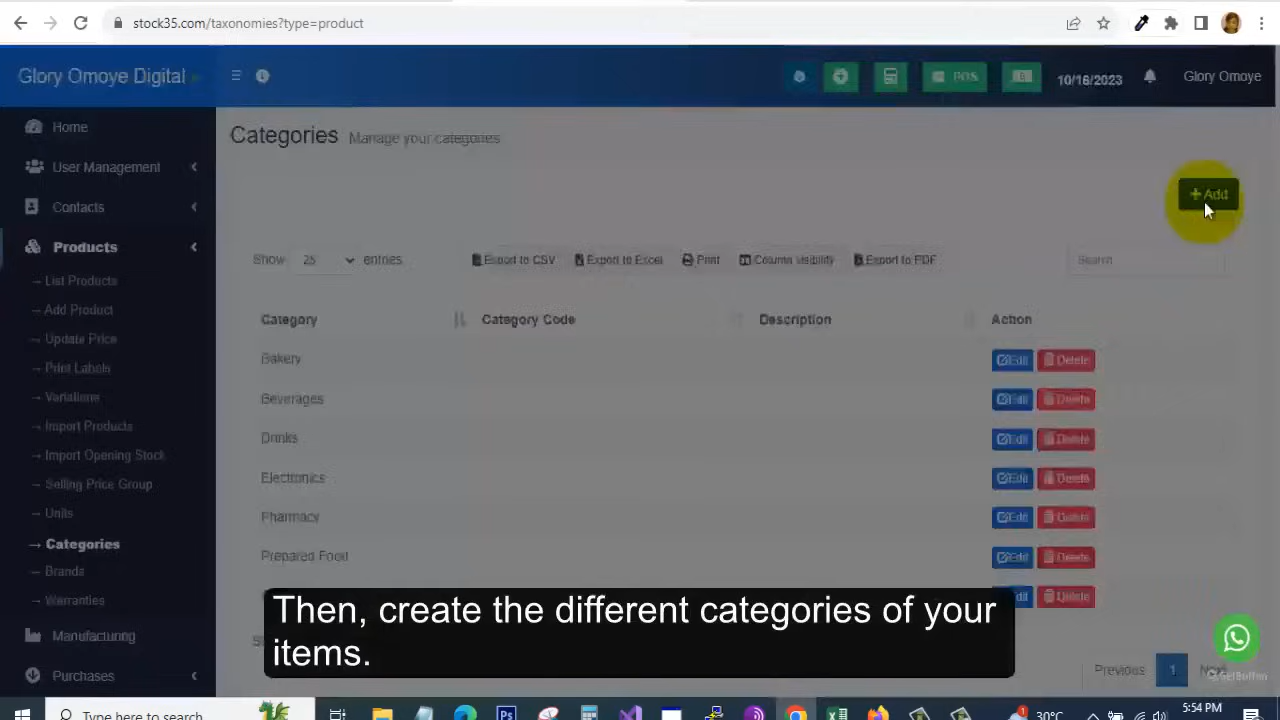 stock35.com/taxonomies?type=product
Glory Omoye Digital
POS
10/16/2023
Glory Omoye
Home
User Management
Contacts
Products
→ List Products
→ Add Product
→ Update Price
→ Print Labels
→ Variations
→ Import Products
→ Import Opening Stock
→ Selling Price Group
→ Units
→ Categories
→ Brands
→ Warranties
Manufacturing
Purchases
Categories Manage your categories
+ Add
Show 25 entries
Export to CSV
Export to Excel
Print
Column visibility
Export to PDF
Search
Category Category Code Description Action
Bakery Edit Delete
Beverages Edit Delete
Drinks Edit Delete
Electronics Edit Delete
Pharmacy Edit Delete
Prepared Food Edit Delete
Edit Delete
Then, create the different categories of your
items.
Previous 1 Next
Type here to search
30°C
5:54 PM